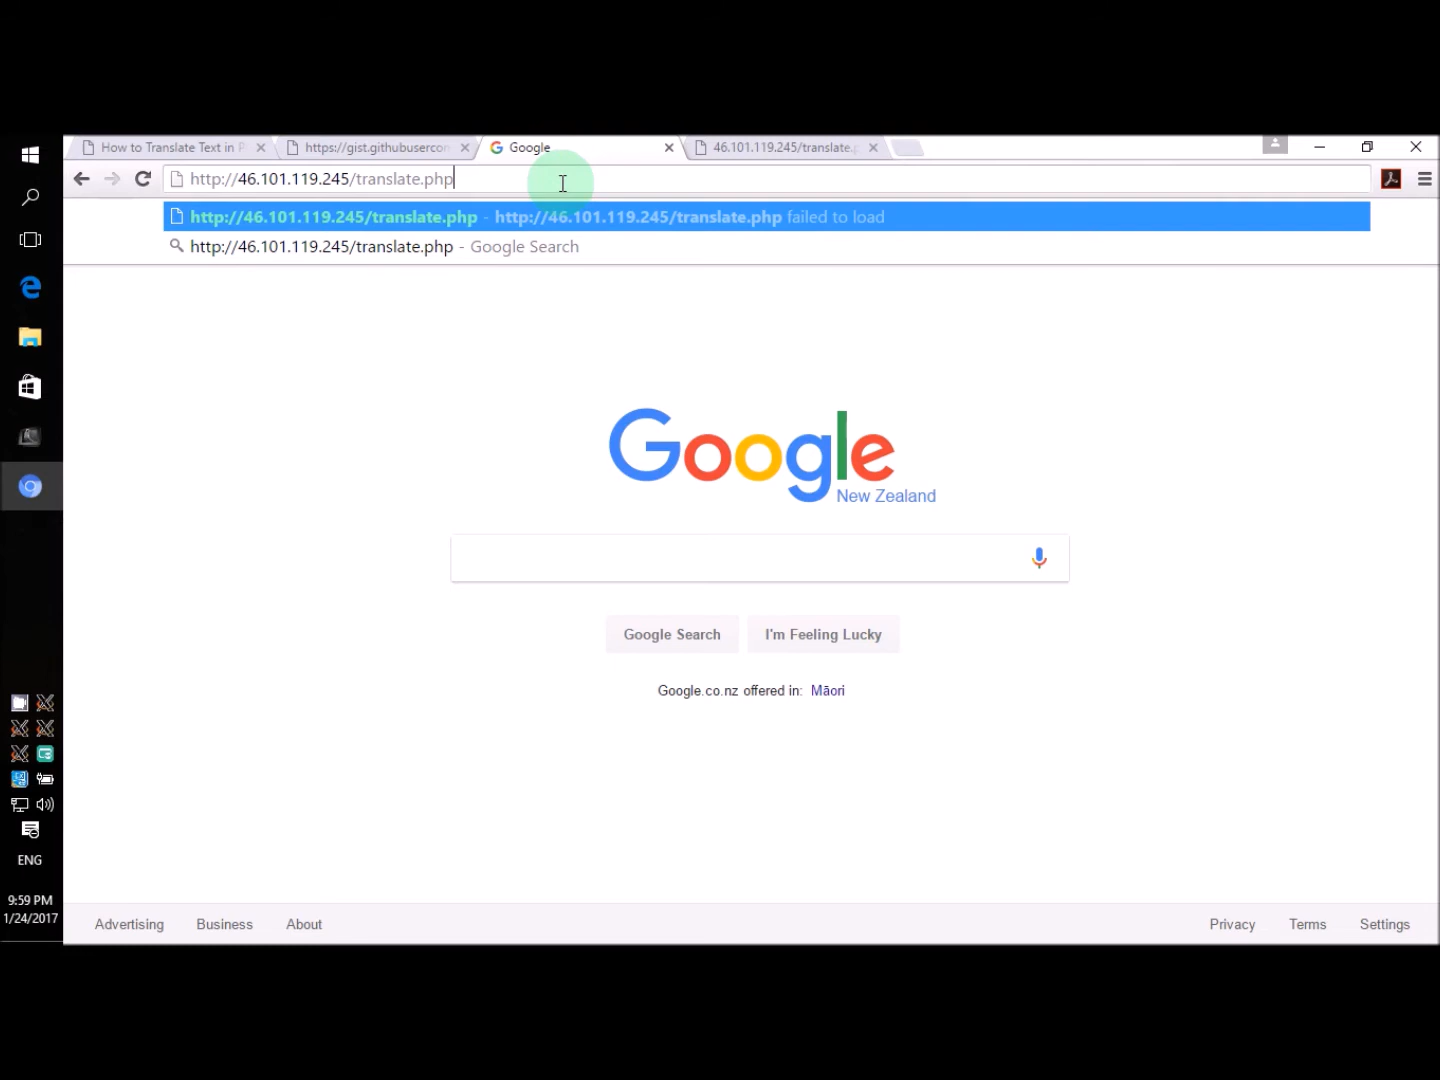 How to Translate Text in P
https://gist.githubusercon
Google
46.101.119.245/translate.p
http://46.101.119.245/translate.php
http://46.101.119.245/translate.php - http://46.101.119.245/translate.php failed to load
http://46.101.119.245/translate.php - Google Search
Google
New Zealand
Google Search
I'm Feeling Lucky
Google.co.nz offered in: Māori
ENG
9:59 PM
1/24/2017
Advertising
Business
About
Privacy
Terms
Settings